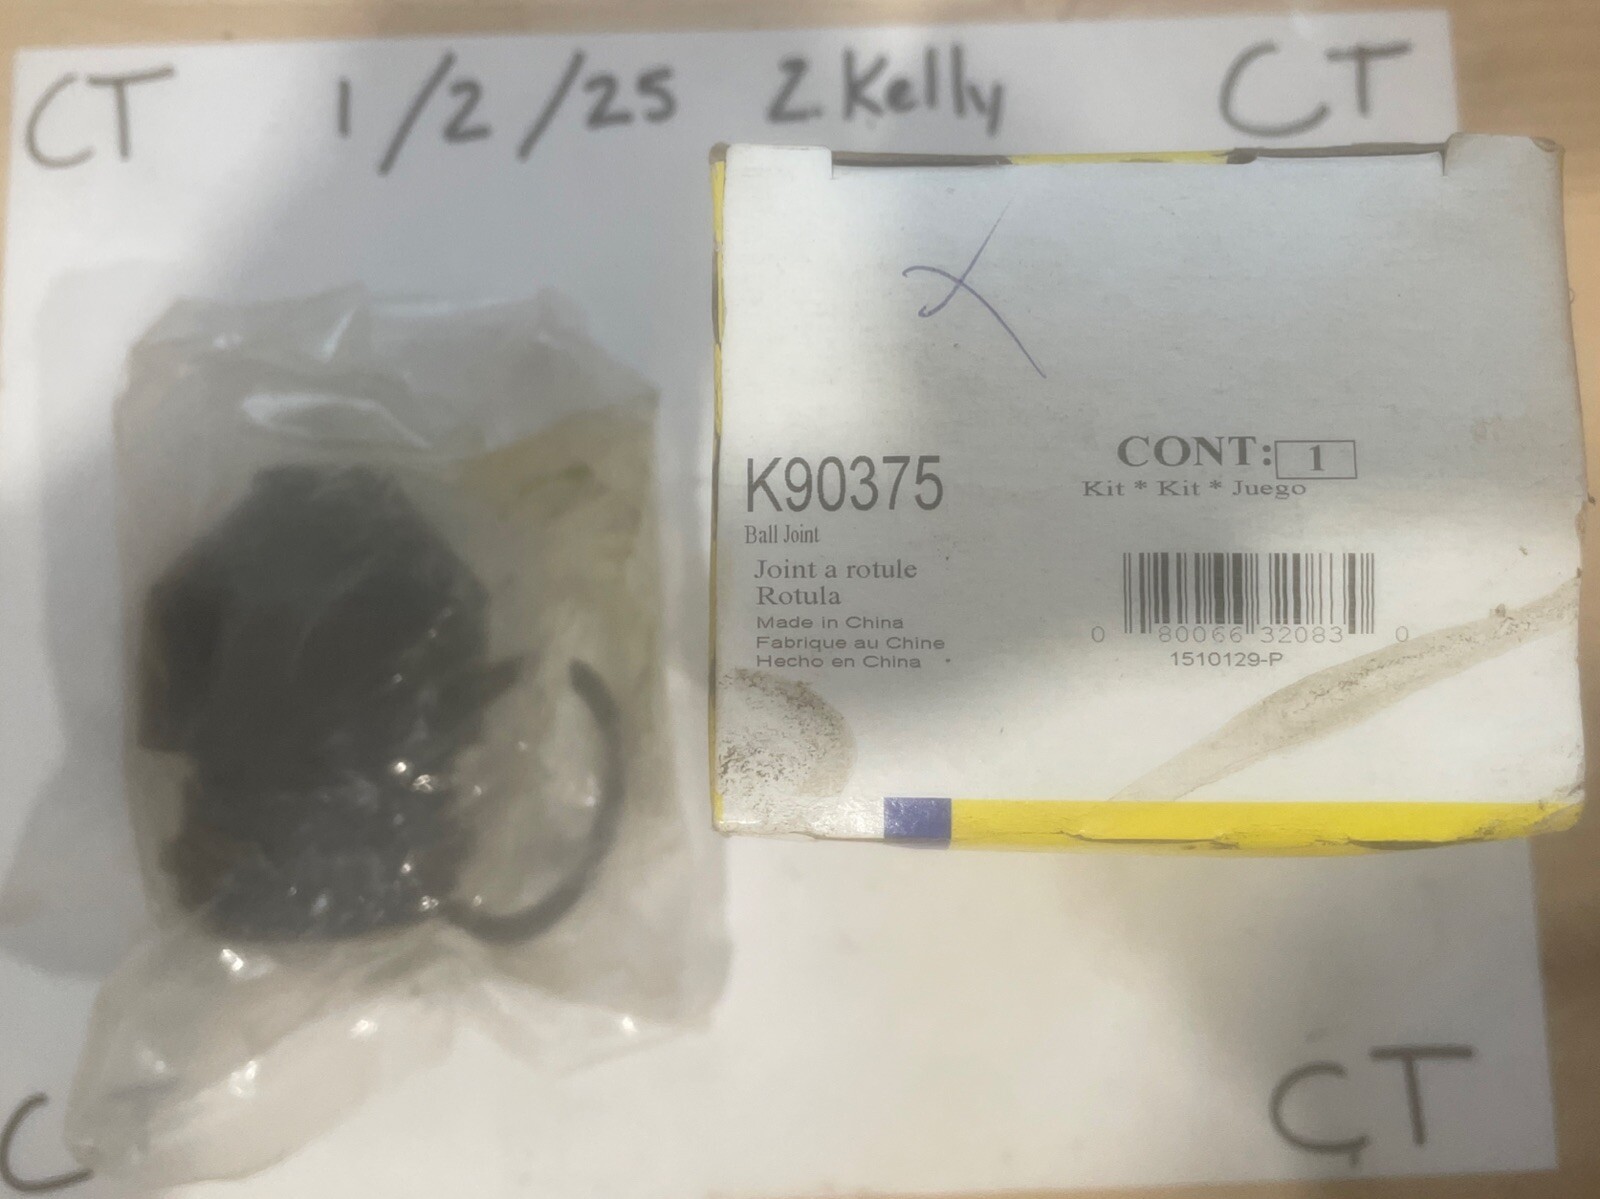 CT 1/2/25 Z Kelly CT
K90375
Ball Joint
Joint a rotule
Rotula
Made in China
Fabrique au Chine
Hecho en China
CONT: 1
Kit * Kit * Juego
0 80066 32083 0
1510129-P
C
CT